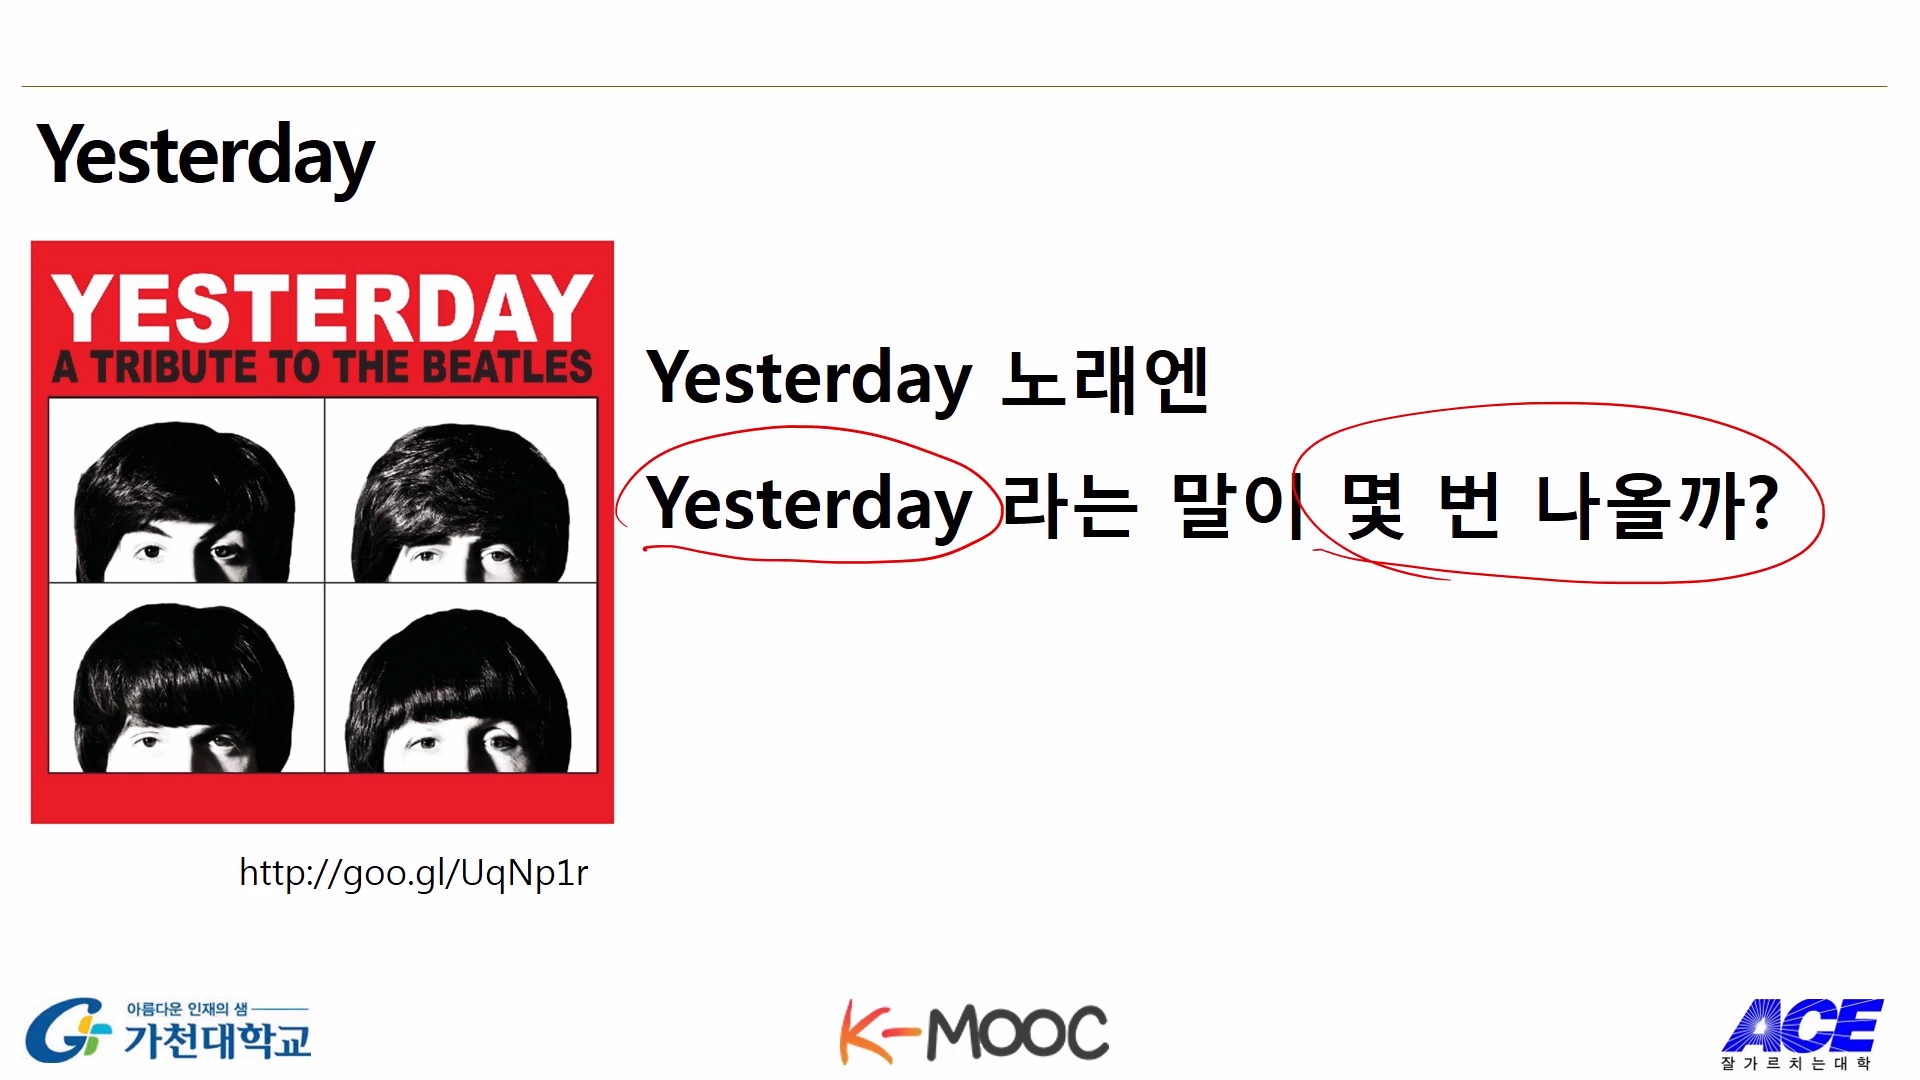 Yesterday
YESTERDAY
A TRIBUTE TO THE BEATLES
Yesterday 노래엔
Yesterday 라는 말이 몇 번 나올까?
http://goo.gl/UqNp1r
아름다운 인재의 샘
가천대학교
K-MOOC
ACE
잘가르치는대학